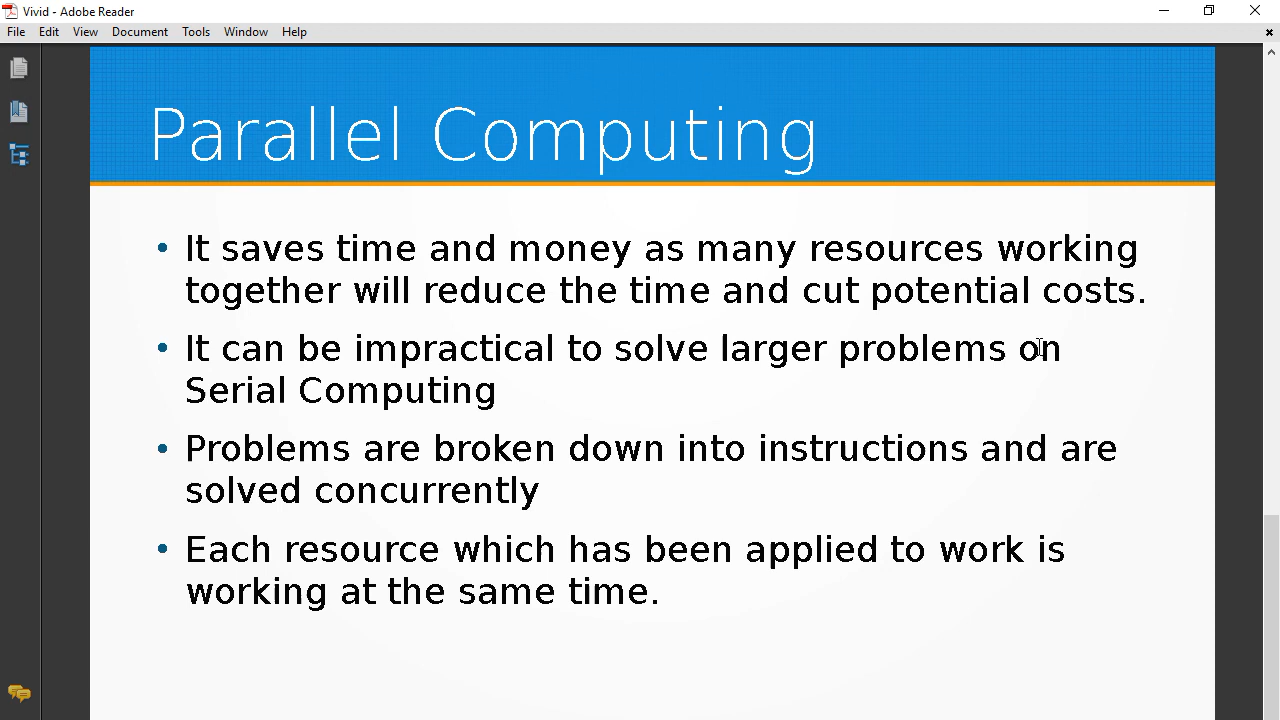 Vivid - Adobe Reader
File Edit View Document Tools Window Help
Parallel Computing
• It saves time and money as many resources working
together will reduce the time and cut potential costs.
• It can be impractical to solve larger problems on
Serial Computing
• Problems are broken down into instructions and are
solved concurrently
• Each resource which has been applied to work is
working at the same time.